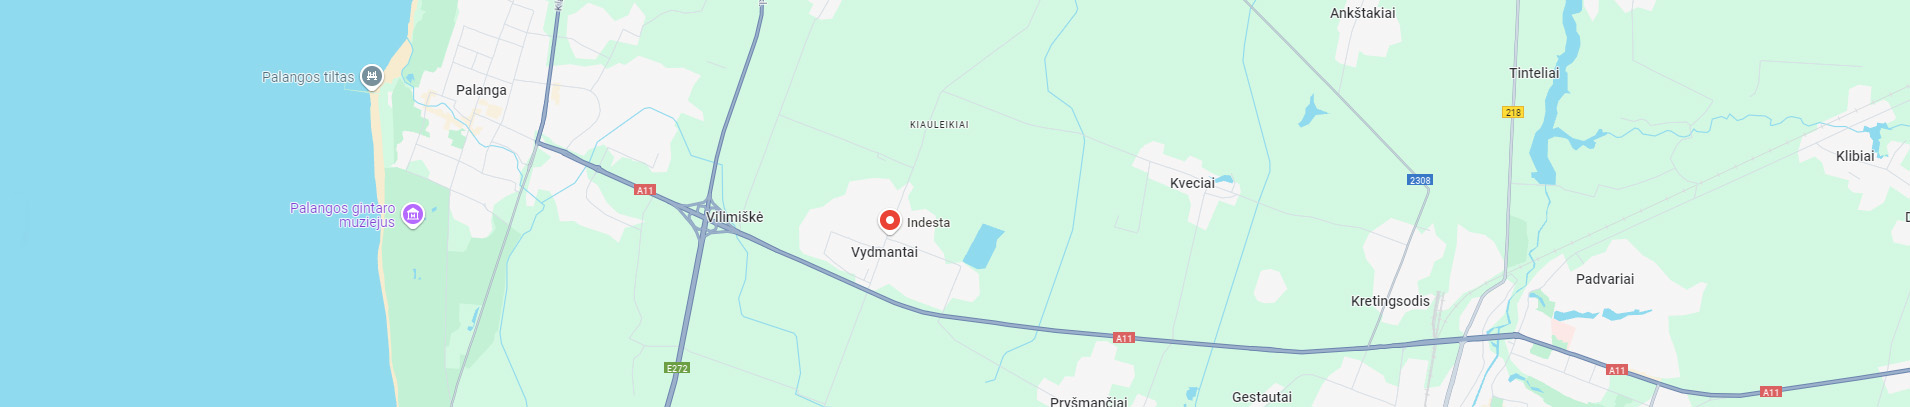 Ankštakiai
Palangos tiltas
Tinteliai
Palanga
218
KIAULEIKIAI
Klibiai
Kveciai
2308
A11
Palangos gintaro
muziejus
Vilimiškė
Indesta
Vydmantai
Padvariai
Kretingsodis
A11
E272
A11
A11
Gestautai
Pryšmančiai